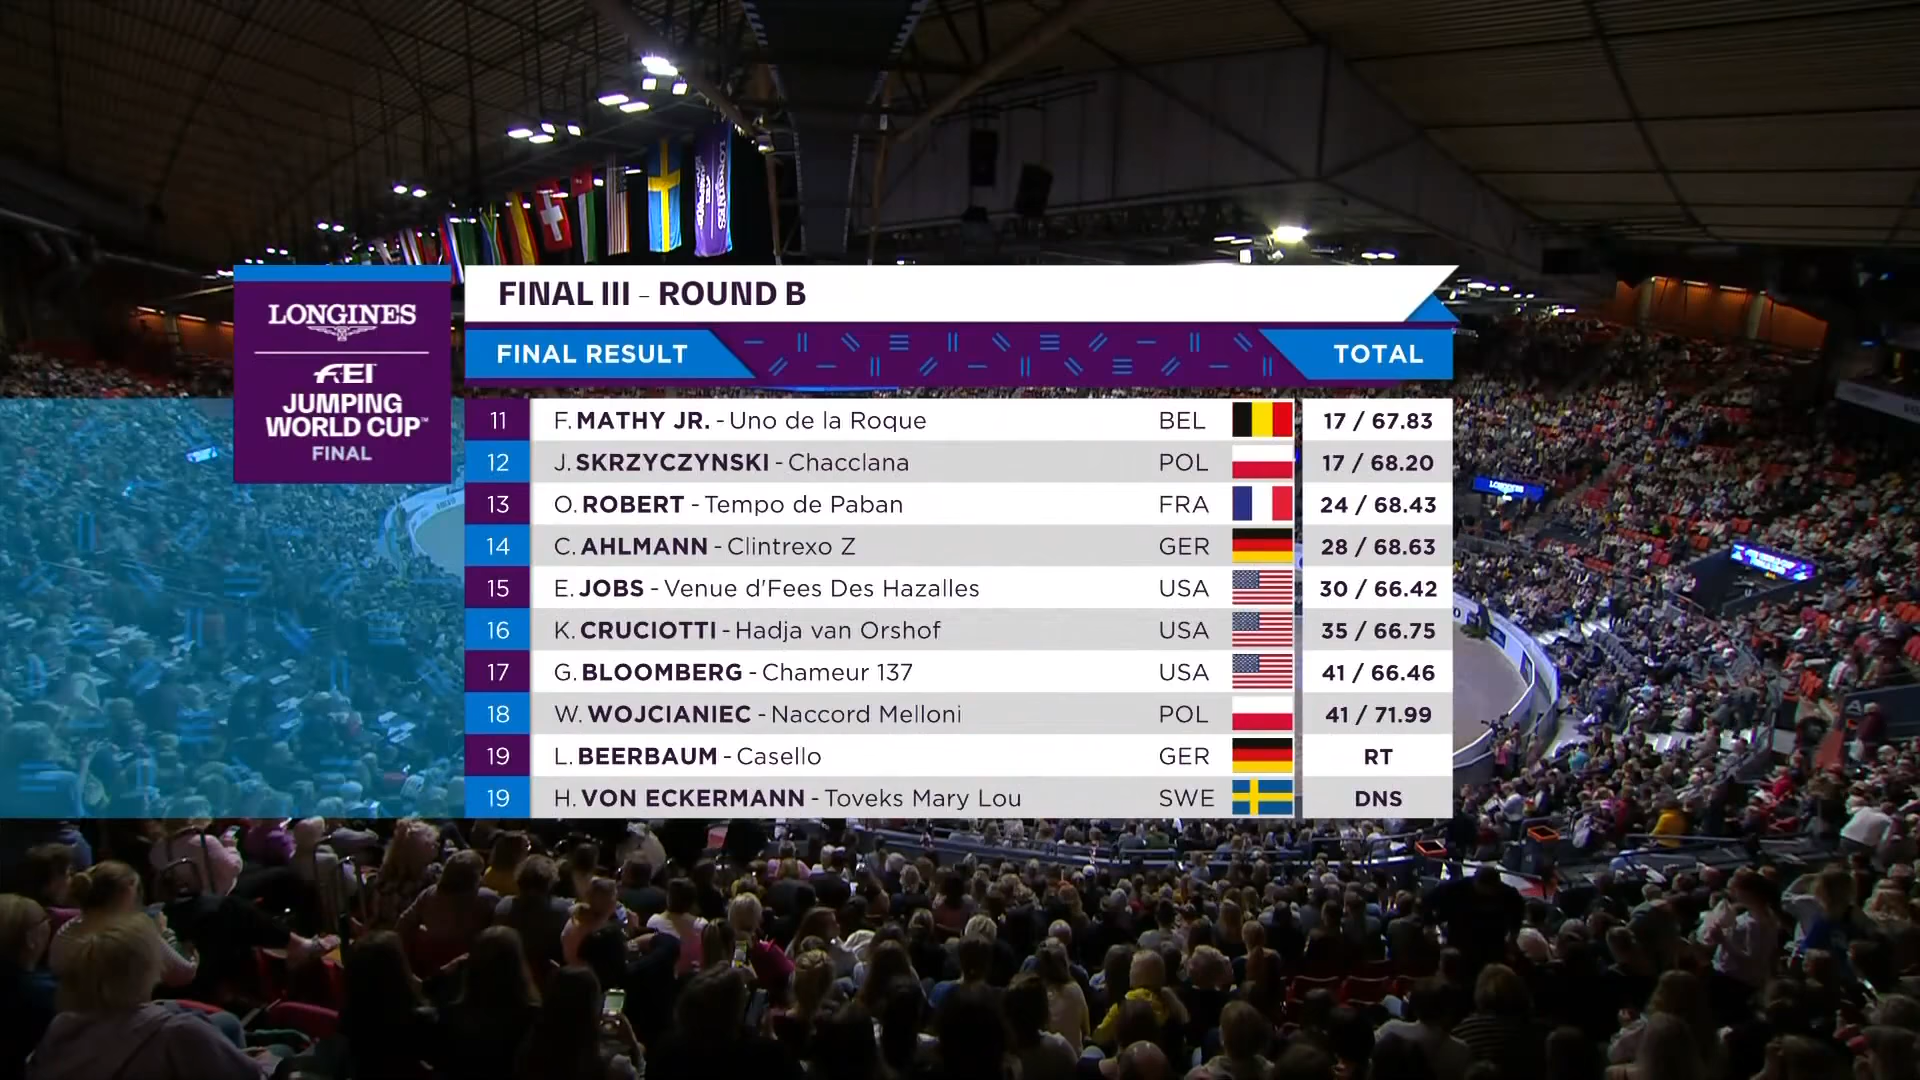 FINAL III - ROUND B
LONGINES
FEI
JUMPING
WORLD CUP™
FINAL
FINAL RESULT TOTAL
11 F. MATHY JR. - Uno de la Roque BEL 17 / 67.83
12 J. SKRZYCZYNSKI - Chacclana POL 17 / 68.20
13 O. ROBERT - Tempo de Paban FRA 24 / 68.43
14 C. AHLMANN - Clintrexo Z GER 28 / 68.63
15 E. JOBS - Venue d'Fees Des Hazalles USA 30 / 66.42
16 K. CRUCIOTTI - Hadja van Orshof USA 35 / 66.75
17 G. BLOOMBERG - Chameur 137 USA 41 / 66.46
18 W. WOJCIANIEC - Naccord Melloni POL 41 / 71.99
19 L. BEERBAUM - Casello GER RT
19 H. VON ECKERMANN - Toveks Mary Lou SWE DNS
LONGINES
LONGINES